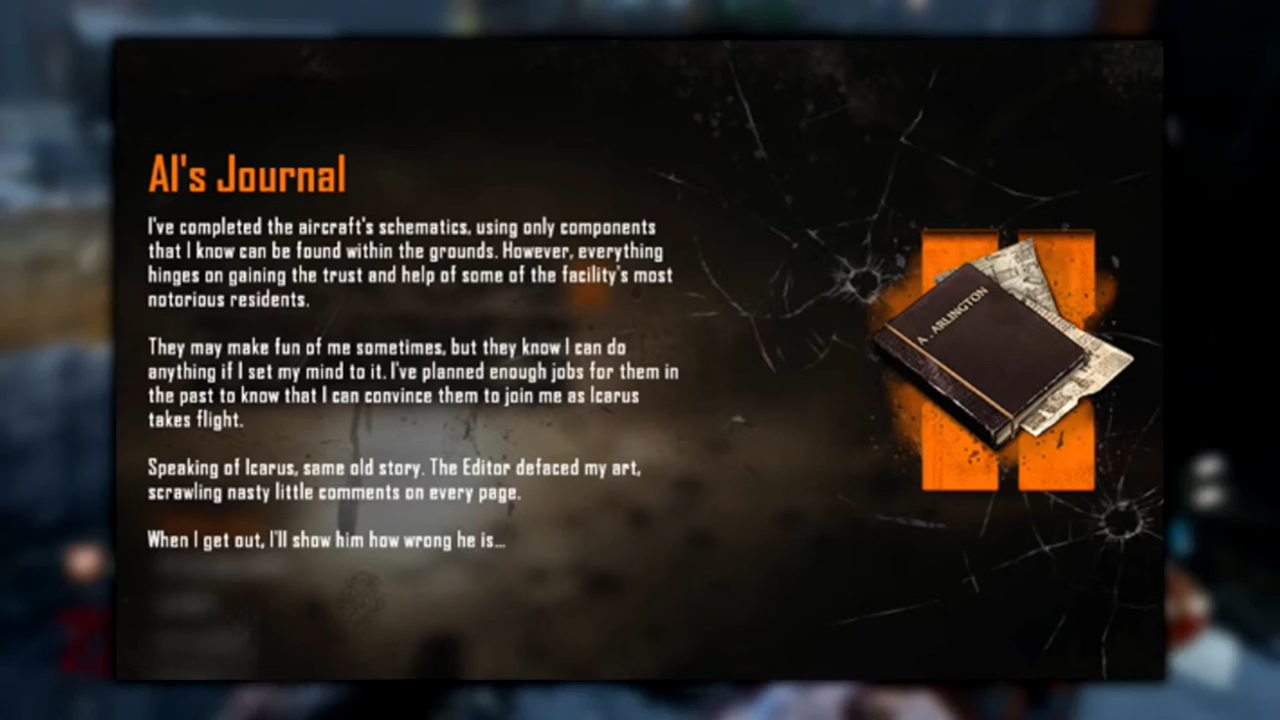 Al's Journal
I've completed the aircraft's schematics, using only components
that I know can be found within the grounds. However, everything
hinges on gaining the trust and help of some of the facility's most
notorious residents.
They may make fun of me sometimes, but they know I can do
anything if I set my mind to it. I've planned enough jobs for them in
the past to know that I can convince them to join me as Icarus
takes flight.
Speaking of Icarus, same old story. The Editor defaced my art,
scrawling nasty little comments on every page.
When I get out, I'll show him how wrong he is...
A. ARLINGTON